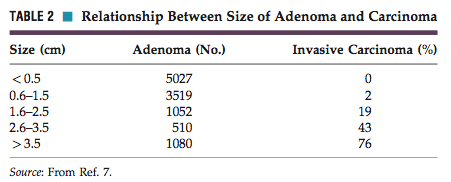 TABLE 2 ■ Relationship Between Size of Adenoma and Carcinoma
Size (cm) Adenoma (No.) Invasive Carcinoma (%)
<0.5 5027 0
0.6–1.5 3519 2
1.6–2.5 1052 19
2.6–3.5 510 43
>3.5 1080 76
Source: From Ref. 7.